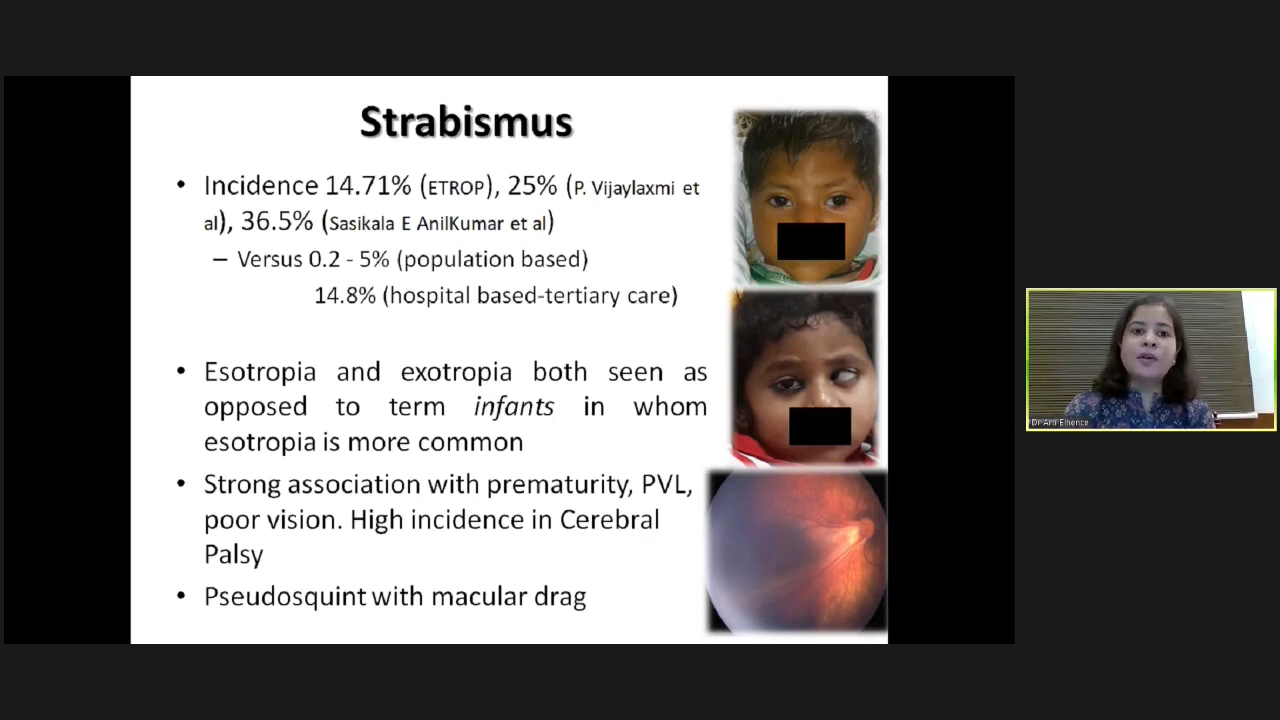 Strabismus
• Incidence 14.71% (ETROP), 25% (P. Vijaylaxmi et
al), 36.5% (Sasikala E AnilKumar et al)
– Versus 0.2 - 5% (population based)
14.8% (hospital based-tertiary care)
• Esotropia and exotropia both seen as
opposed to term infants in whom
esotropia is more common
• Strong association with prematurity, PVL,
poor vision. High incidence in Cerebral
Palsy
• Pseudosquint with macular drag
Dr Anu Elhence